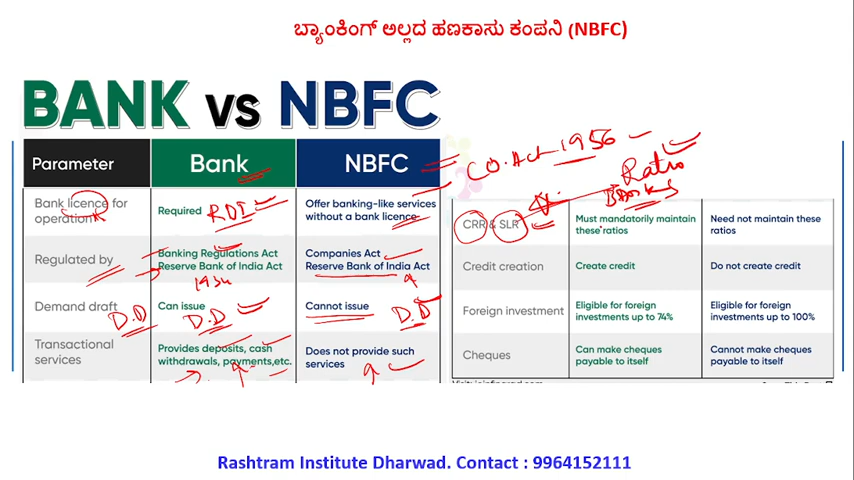 ಬ್ಯಾಂಕಿಂಗ್ ಅಲ್ಲದ ಹಣಕಾಸು ಕಂಪನಿ (NBFC)
BANK vs NBFC
Parameter
Bank
NBFC
CO. Act 1956
Bank licence for
operation
Required
RBI
Offer banking-like services
without a bank licence
Regulated by
Banking Regulations Act
Reserve Bank of India Act
1934
Companies Act
Reserve Bank of India Act
Demand draft
D.D
Can issue
D.D
Cannot issue
D.D
Transactional
services
Provides deposits, cash
withdrawals, payments,etc.
Does not provide such
services
Ratio
Banks
CRR & SLR
Must mandatorily maintain
these ratios
Need not maintain these
ratios
Credit creation
Create credit
Do not create credit
Foreign investment
Eligible for foreign
investments up to 74%
Eligible for foreign
investments up to 100%
Cheques
Can make cheques
payable to itself
Cannot make cheques
payable to itself
Rashtram Institute Dharwad. Contact : 9964152111